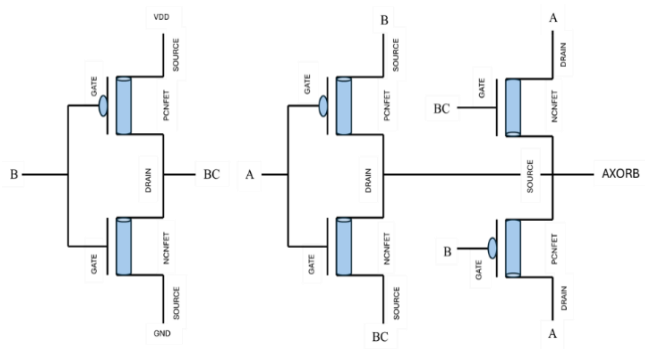 VDD
SOURCE
GATE
PCNFET
B
DRAIN
BC
GATE
NCNFET
SOURCE
GND
B
SOURCE
GATE
PCNFET
A
DRAIN
GATE
NCNFET
SOURCE
BC
A
DRAIN
GATE
NCNFET
BC
SOURCE
AXORB
B
GATE
PCNFET
DRAIN
A